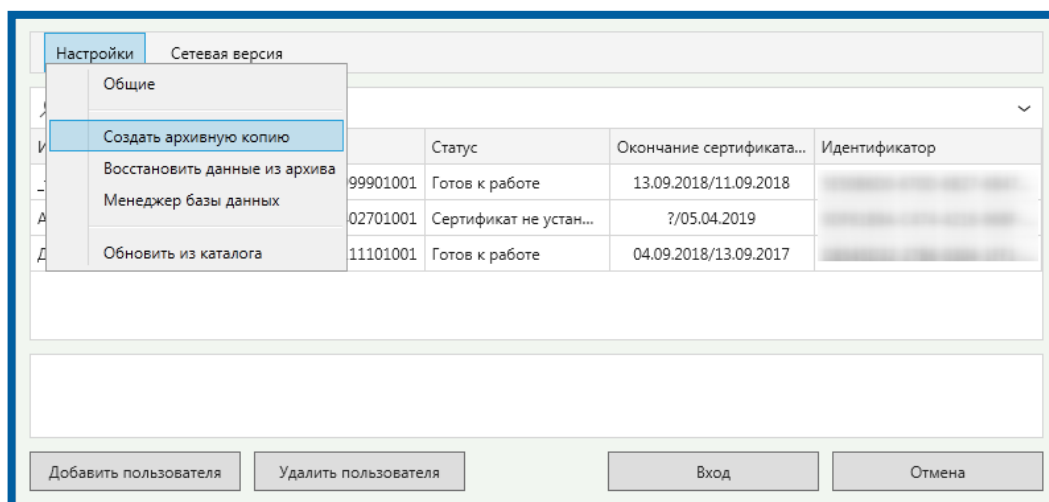 Настройки Сетевая версия
Общие
Создать архивную копию
Восстановить данные из архива
Менеджер базы данных
Обновить из каталога
Статус Окончание сертификата... Идентификатор
99901001 Готов к работе 13.09.2018/11.09.2018
02701001 Сертификат не устан... ?/05.04.2019
11101001 Готов к работе 04.09.2018/13.09.2017
Добавить пользователя Удалить пользователя Вход Отмена